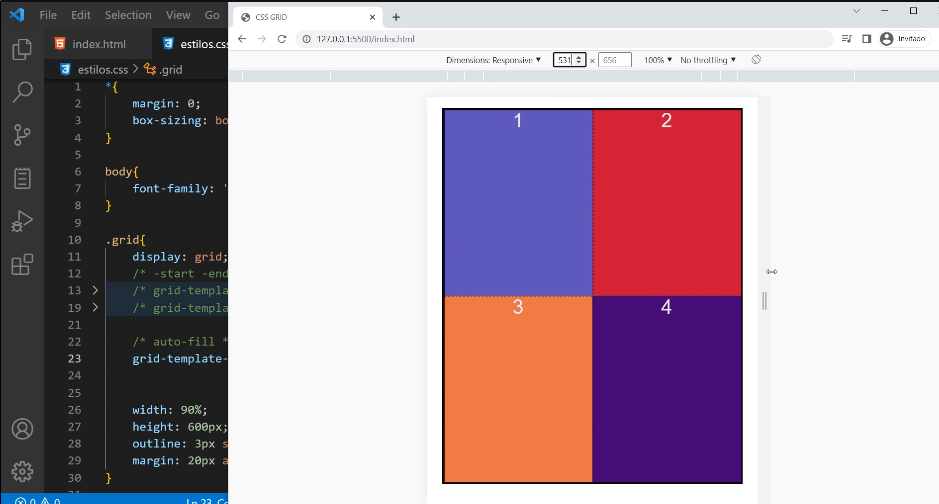 File Edit Selection View Go
index.html
estilos.css
estilos.css > .grid
1 *{
2 margin: 0;
3 box-sizing: bo
4 }
5
6 body{
7 font-family: '
8 }
9
10 .grid{
11 display: grid;
12 /* -start -end
13 /* grid-templa
19 /* grid-templa
21
22 /* auto-fill *
23 grid-template-
24
25
26 width: 90%;
27 height: 600px;
28 outline: 3px s
29 margin: 20px a
30 }
0 0
Ln 23, Co
CSS GRID
127.0.0.1:5500/index.html
Invitado
Dimensions: Responsive 531 × 656 100% No throttling
1 2
3 4